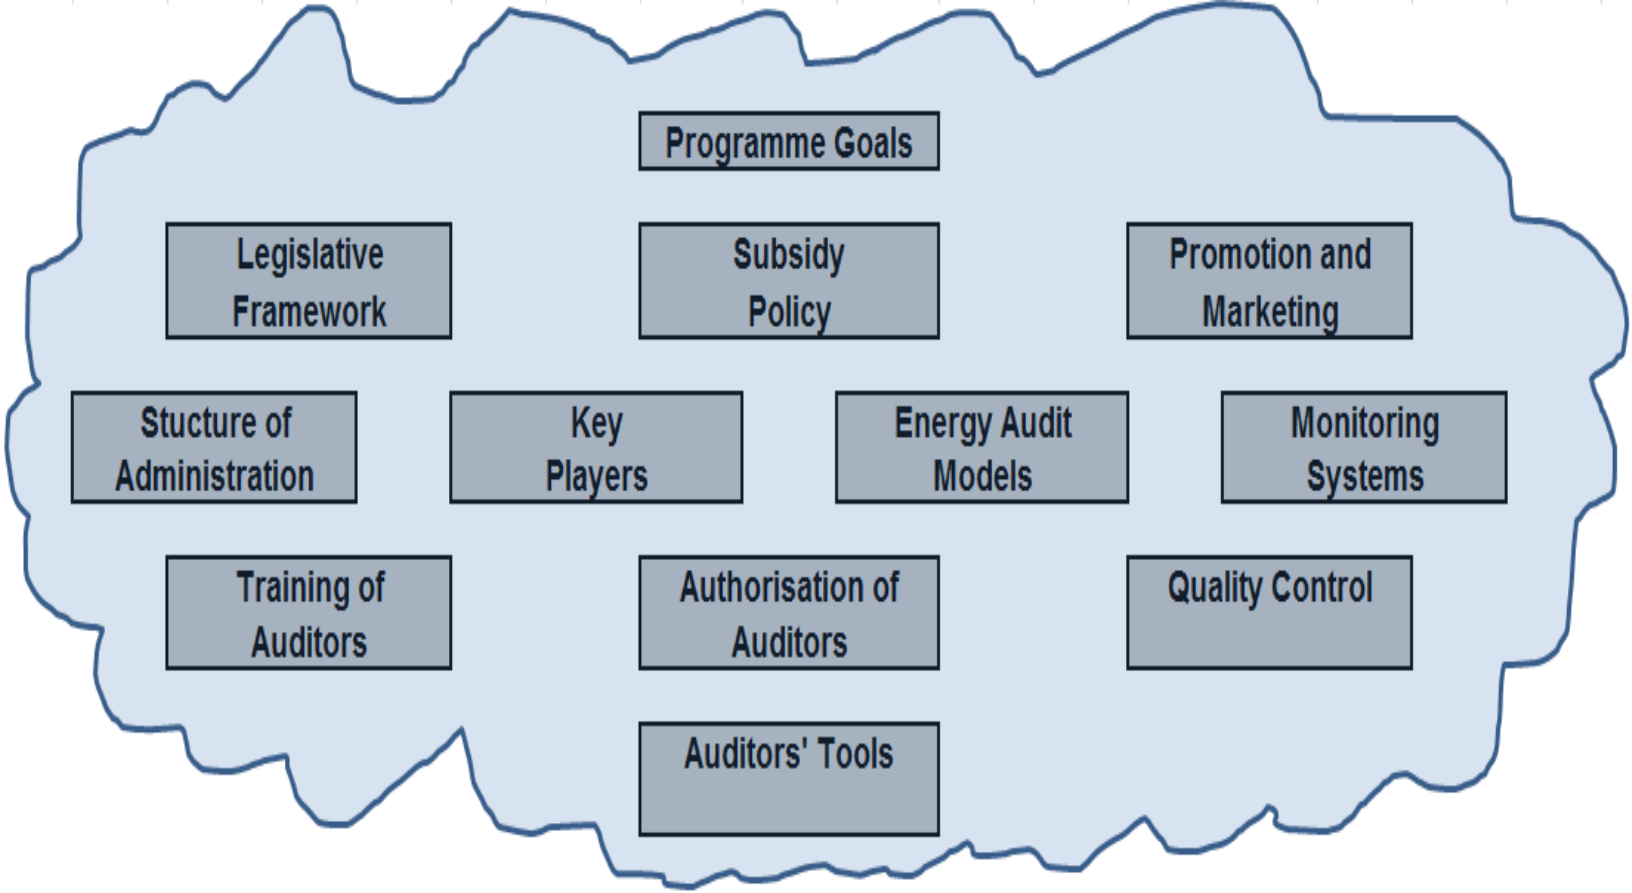 Programme Goals
Legislative
Framework
Subsidy
Policy
Promotion and
Marketing
Stucture of
Administration
Key
Players
Energy Audit
Models
Monitoring
Systems
Training of
Auditors
Authorisation of
Auditors
Quality Control
Auditors' Tools